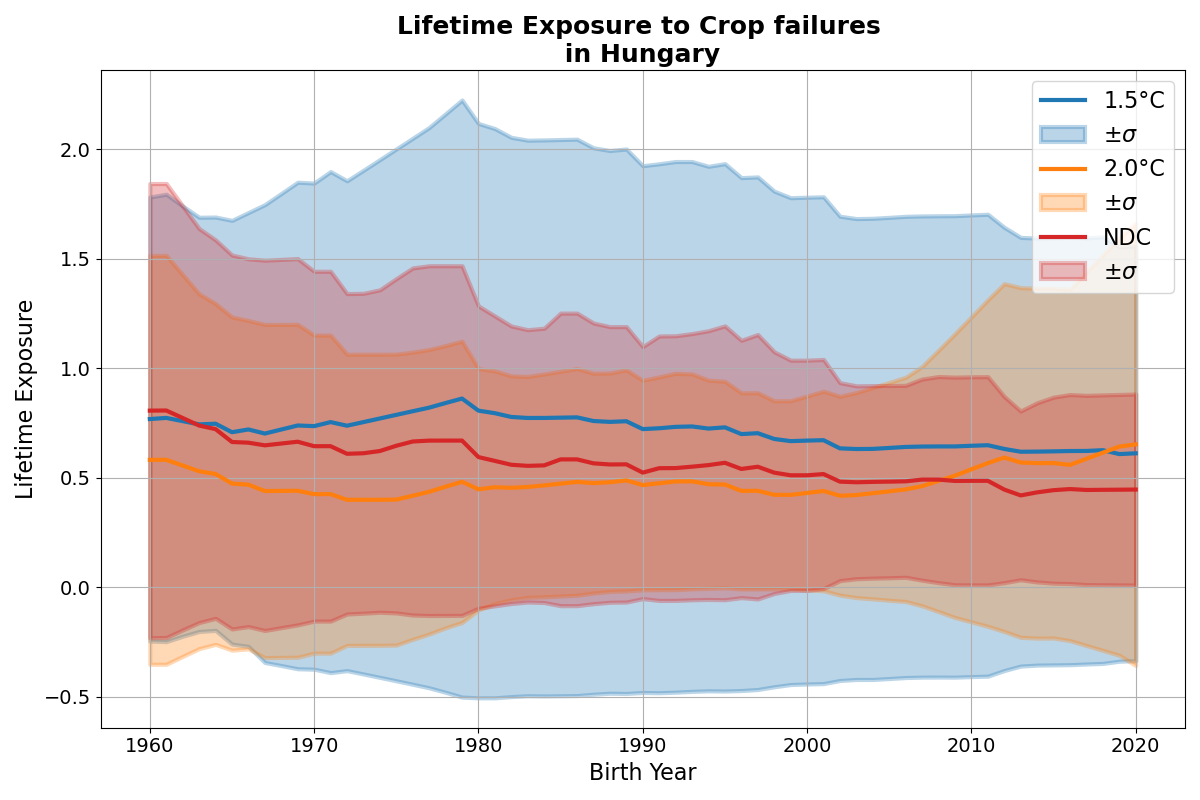 Lifetime Exposure to Crop failures
in Hungary
1.5°C
±σ
2.0°C
±σ
NDC
±σ
Lifetime Exposure
2.0
1.5
1.0
0.5
0.0
−0.5
1960 1970 1980 1990 2000 2010 2020
Birth Year